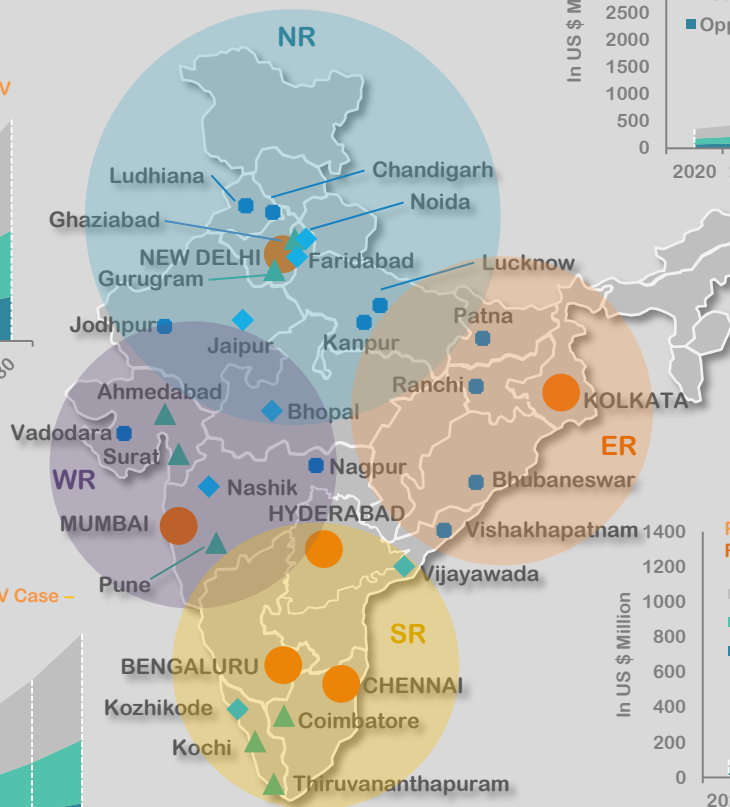 NR
In US $ M
2500
2000
1500
1000
500
0
2020
Opp
V
30
Ludhiana
Chandigarh
Noida
Ghaziabad
NEW DELHI
Faridabad
Gurugram
Lucknow
Jodhpur
Jaipur
Kanpur
Patna
Ahmedabad
Bhopal
Ranchi
KOLKATA
Vadodara
Surat
ER
WR
Nashik
Nagpur
Bhubaneswar
MUMBAI
HYDERABAD
Vishakhapatnam
Pune
Vijayawada
V Case –
SR
BENGALURU
CHENNAI
Kozhikode
Coimbatore
Kochi
Thiruvananthapuram
In US $ Million
1400
1200
1000
800
600
400
200
0
20